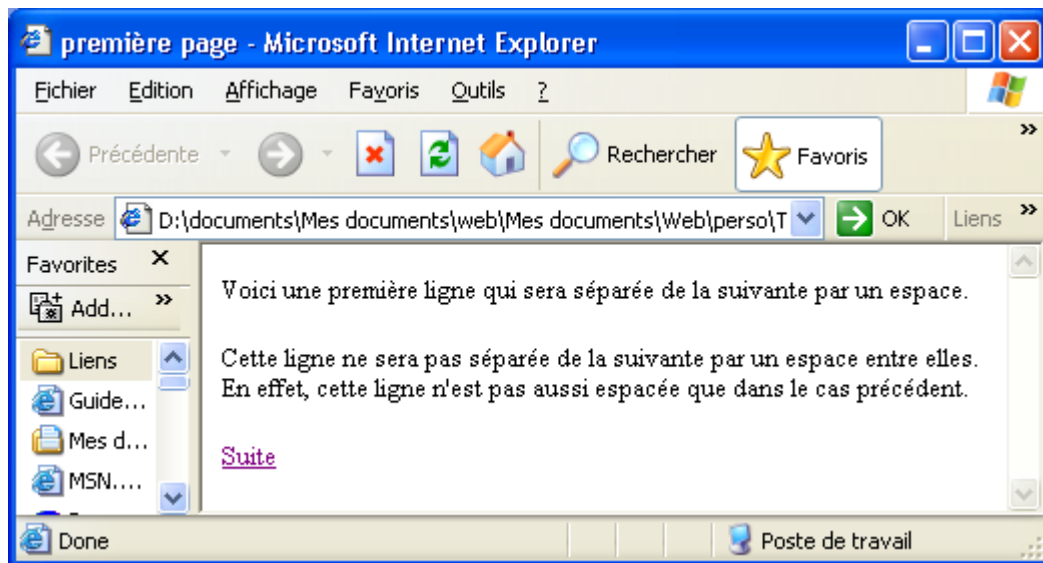 première page - Microsoft Internet Explorer
Fichier Edition Affichage Favoris Outils ?
Précédente Rechercher Favoris »
Adresse D:\documents\Mes documents\web\Mes documents\Web\perso\T OK Liens »
Favorites ×
Add... »
Liens
Guide...
Mes d...
MSN....
Voici une première ligne qui sera séparée de la suivante par un espace.
Cette ligne ne sera pas séparée de la suivante par un espace entre elles.
En effet, cette ligne n'est pas aussi espacée que dans le cas précédent.
Suite
Done Poste de travail